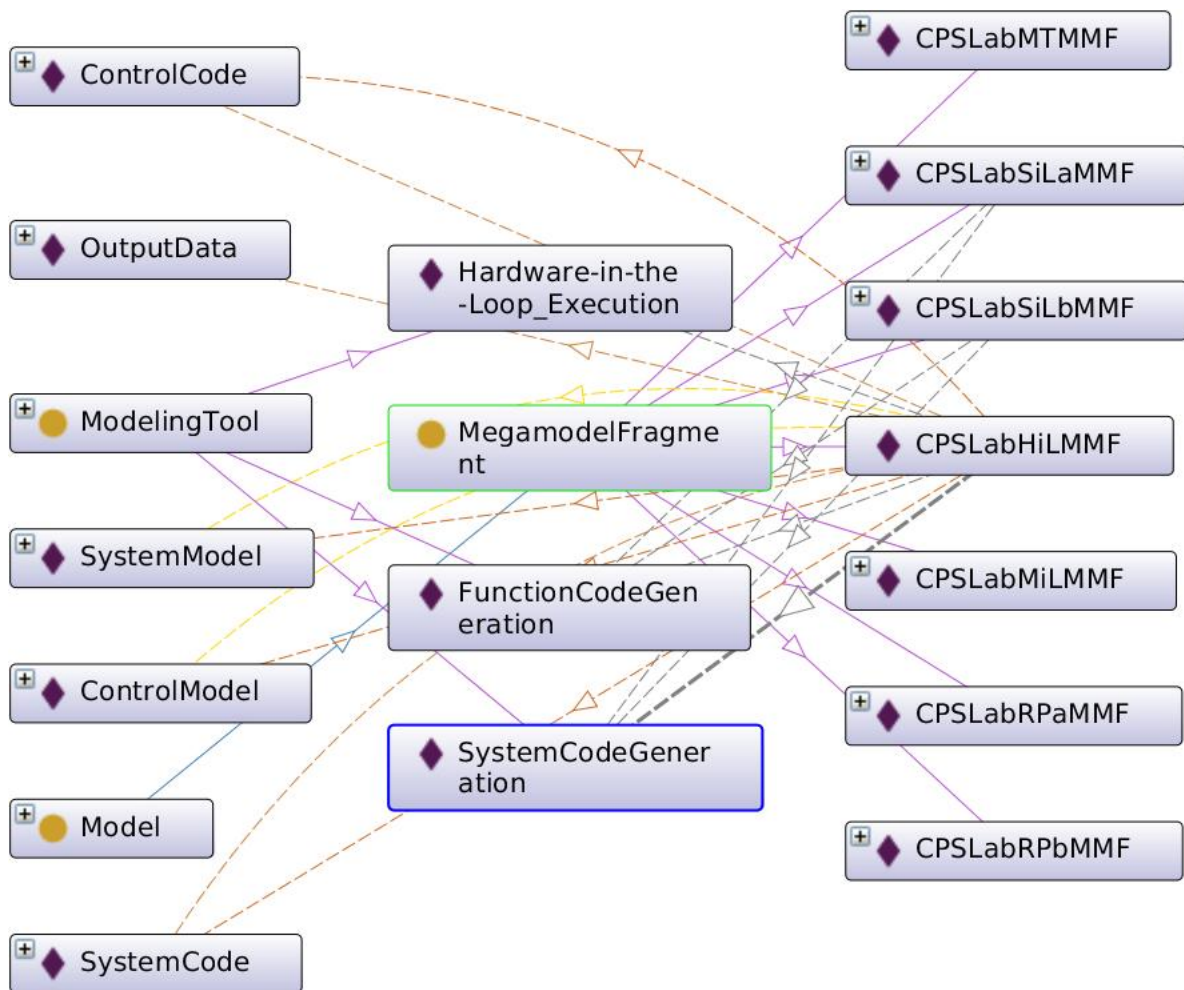 ControlCode
OutputData
ModelingTool
SystemModel
ControlModel
Model
SystemCode
Hardware-in-the
-Loop_Execution
MegamodelFragme
nt
FunctionCodeGen
eration
SystemCodeGener
ation
CPSLabMTMMF
CPSLabSiLaMMF
CPSLabSiLbMMF
CPSLabHiLMMF
CPSLabMiLMMF
CPSLabRPaMMF
CPSLabRPbMMF